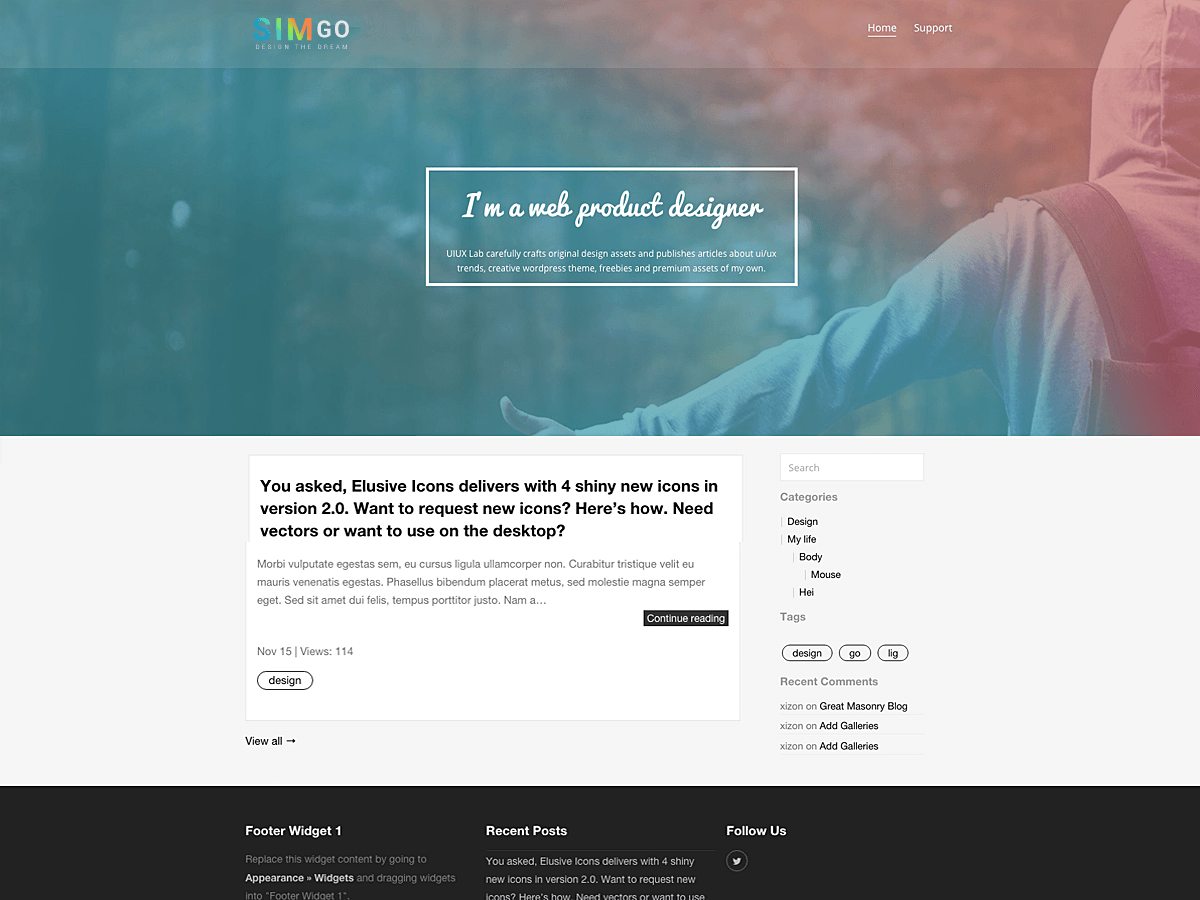 SIMGO
DESIGN THE DREAM
Home
Support
I'm a web product designer
UIUX Lab carefully crafts original design assets and publishes articles about ui/ux
trends, creative wordpress theme, freebies and premium assets of my own.
You asked, Elusive Icons delivers with 4 shiny new icons in
version 2.0. Want to request new icons? Here’s how. Need
vectors or want to use on the desktop?
Morbi vulputate egestas sem, eu cursus ligula ullamcorper non. Curabitur tristique velit eu
mauris venenatis egestas. Phasellus bibendum placerat metus, sed molestie magna semper
eget. Sed sit amet dui felis, tempus porttitor justo. Nam a…
Continue reading
Nov 15 | Views: 114
design
View all →
Search
Categories
Design
My life
Body
Mouse
Hei
Tags
design
go
lig
Recent Comments
xizon on Great Masonry Blog
xizon on Add Galleries
xizon on Add Galleries
Footer Widget 1
Replace this widget content by going to
Appearance » Widgets and dragging widgets
into "Footer Widget 1".
Recent Posts
You asked, Elusive Icons delivers with 4 shiny
new icons in version 2.0. Want to request new
icons? Here’s how. Need vectors or want to use
Follow Us